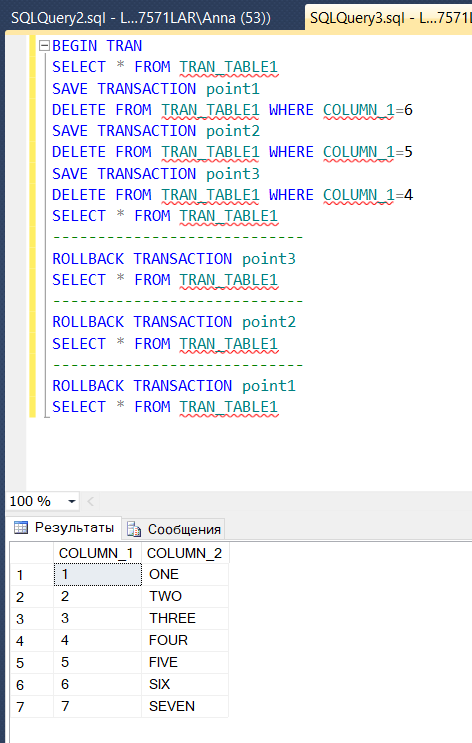 SQLQuery2.sql - L...7571LAR\Anna (53))
SQLQuery3.sql - L...7571LAR
BEGIN TRAN
SELECT * FROM TRAN_TABLE1
SAVE TRANSACTION point1
DELETE FROM TRAN_TABLE1 WHERE COLUMN_1=6
SAVE TRANSACTION point2
DELETE FROM TRAN_TABLE1 WHERE COLUMN_1=5
SAVE TRANSACTION point3
DELETE FROM TRAN_TABLE1 WHERE COLUMN_1=4
SELECT * FROM TRAN_TABLE1
----------------------------
ROLLBACK TRANSACTION point3
SELECT * FROM TRAN_TABLE1
----------------------------
ROLLBACK TRANSACTION point2
SELECT * FROM TRAN_TABLE1
----------------------------
ROLLBACK TRANSACTION point1
SELECT * FROM TRAN_TABLE1
100 %
Результаты Сообщения
COLUMN_1 COLUMN_2
1 1 ONE
2 2 TWO
3 3 THREE
4 4 FOUR
5 5 FIVE
6 6 SIX
7 7 SEVEN